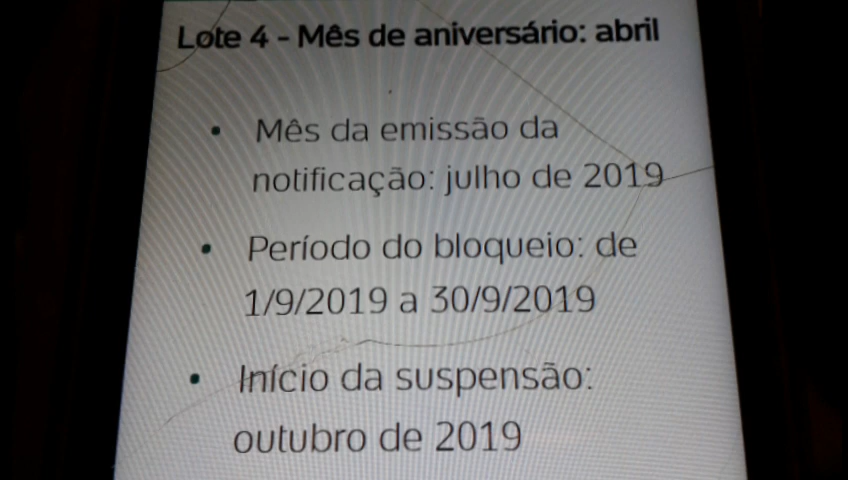 Lote 4 - Mês de aniversário: abril
• Mês da emissão da
notificação: julho de 2019
• Período do bloqueio: de
1/9/2019 a 30/9/2019
• Início da suspensão:
outubro de 2019